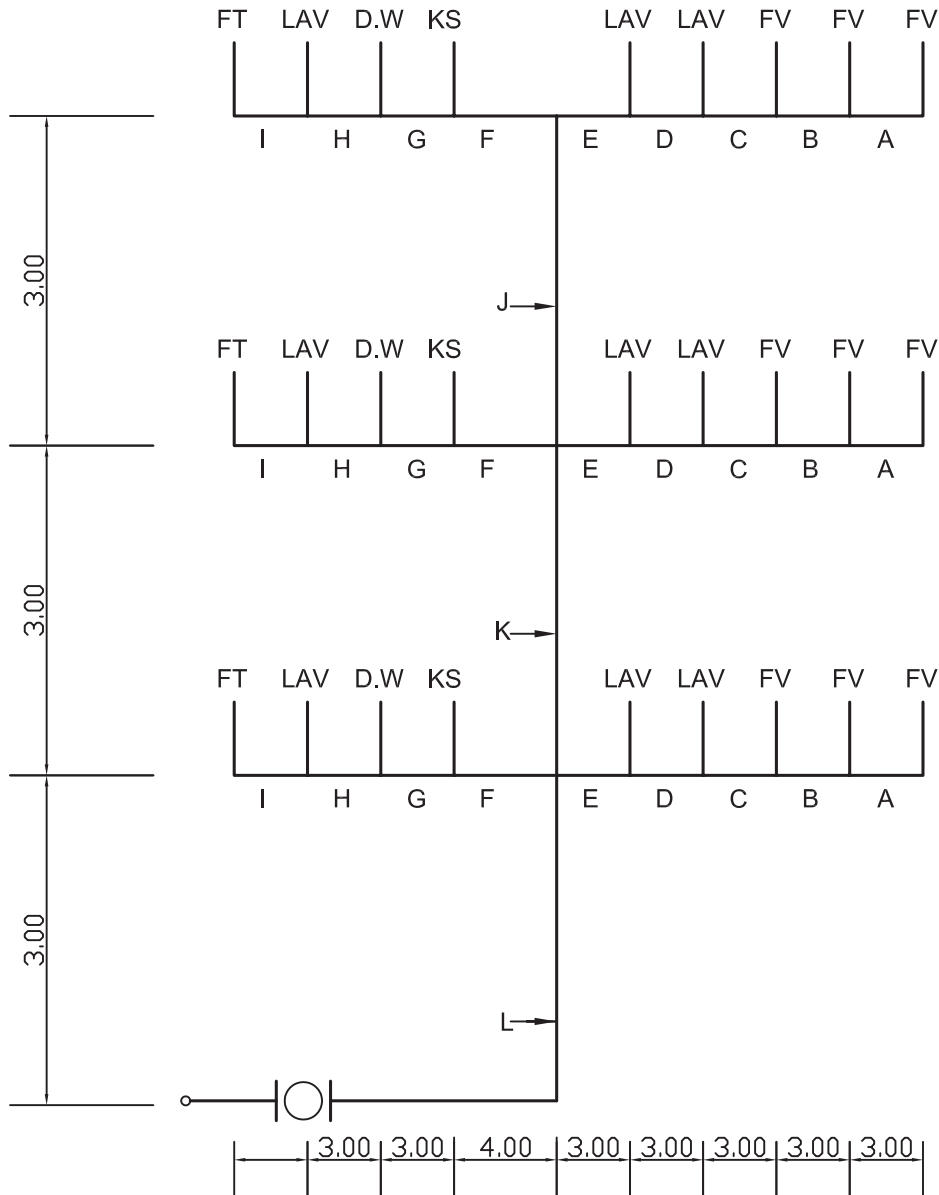 FT LAV D.W KS LAV LAV FV FV FV
I H G F E D C B A
3.00
J
FT LAV D.W KS LAV LAV FV FV FV
I H G F E D C B A
3.00
K
FT LAV D.W KS LAV LAV FV FV FV
I H G F E D C B A
3.00
L
3.00 3.00 4.00 3.00 3.00 3.00 3.00 3.00